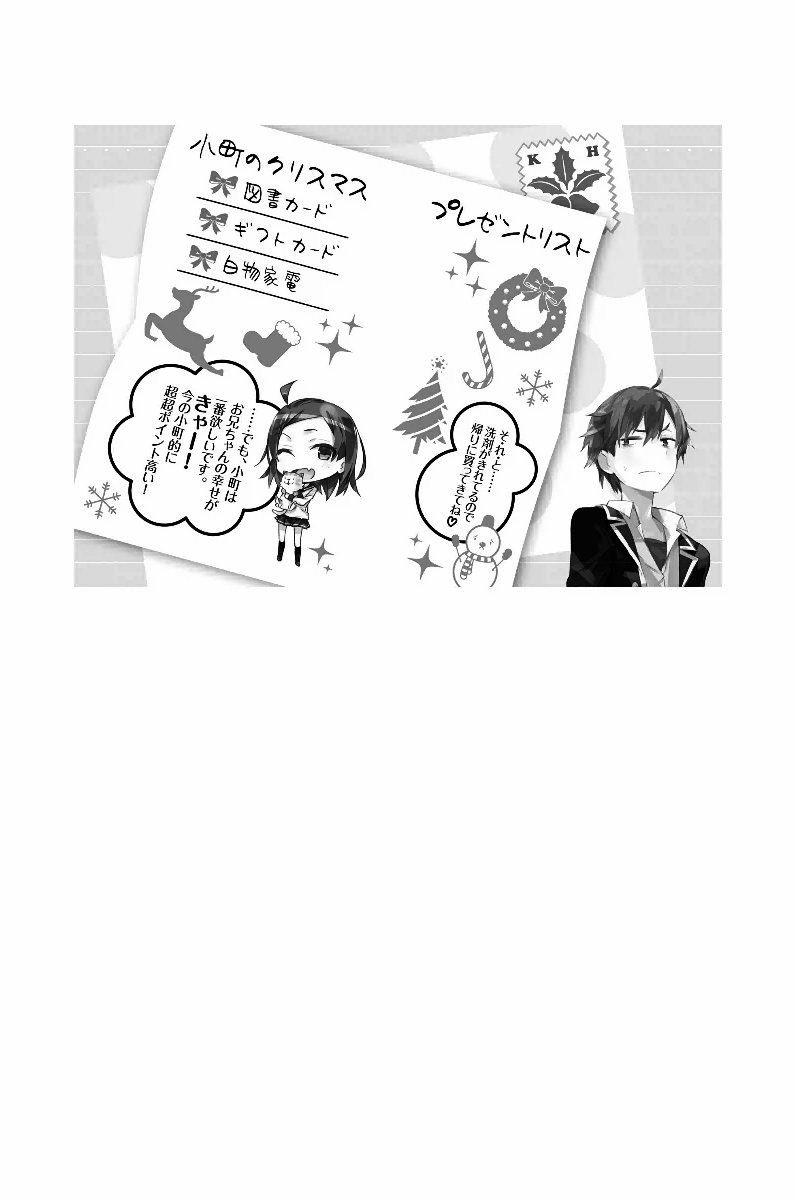 小町のクリスマス
プレゼントリスト
図書カード
ギフトカード
白物家電
……でも、小町は
お兄ちゃんの幸せが
一番欲しいです。
きゃー!
今の小町的に
超超ポイント高い!
それと……
洗剤がきれてるので
帰りに買ってきてね♡
K H